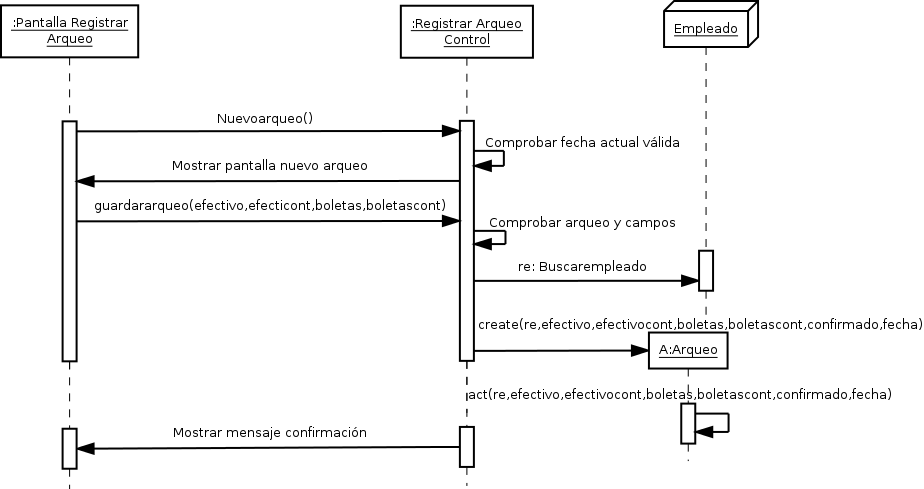 :Pantalla Registrar
Arqueo
:Registrar Arqueo
Control
Empleado
Nuevoarqueo()
Comprobar fecha actual válida
Mostrar pantalla nuevo arqueo
guardararqueo(efectivo,efecticont,boletas,boletascont)
Comprobar arqueo y campos
re: Buscarempleado
create(re,efectivo,efectivocont,boletas,boletascont,confirmado,fecha)
A:Arqueo
act(re,efectivo,efectivocont,boletas,boletascont,confirmado,fecha)
Mostrar mensaje confirmación